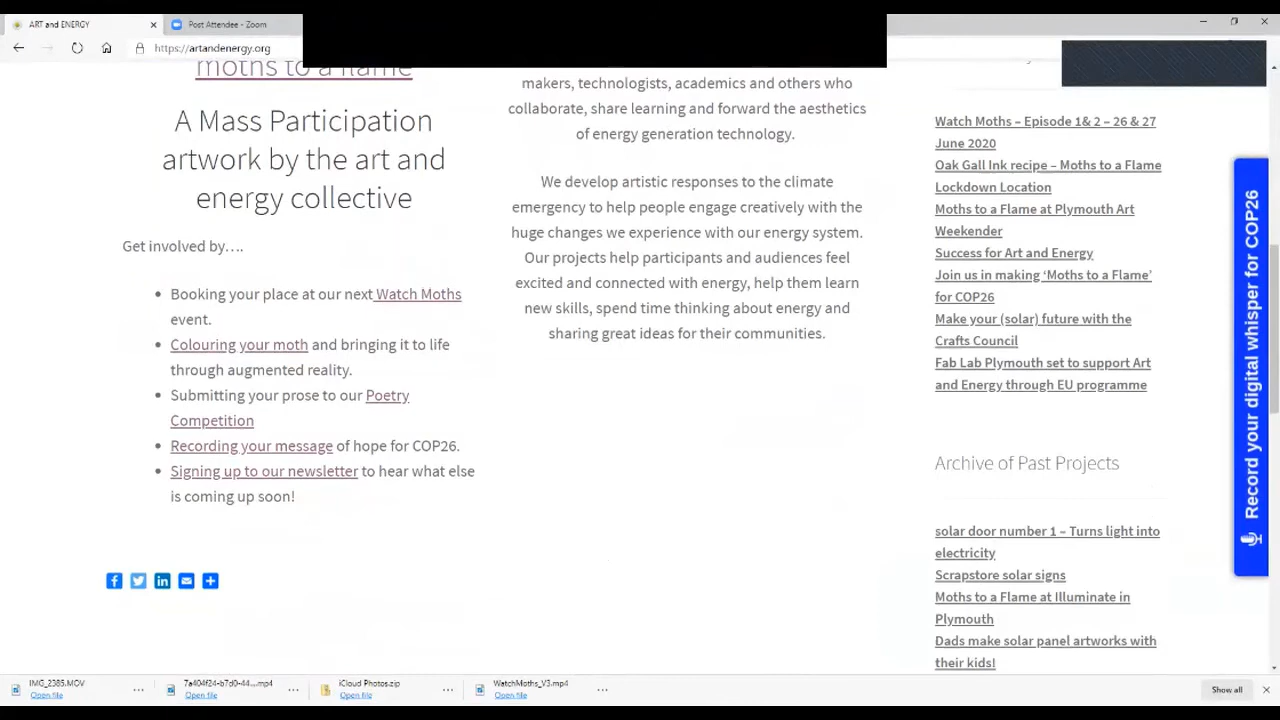 ART and ENERGY
Post Attendee - Zoom
https://artandenergy.org
moths to a flame
A Mass Participation
artwork by the art and
energy collective
Get involved by….
Booking your place at our next Watch Moths
event.
Colouring your moth and bringing it to life
through augmented reality.
Submitting your prose to our Poetry
Competition
Recording your message of hope for COP26.
Signing up to our newsletter to hear what else
is coming up soon!
makers, technologists, academics and others who
collaborate, share learning and forward the aesthetics
of energy generation technology.
We develop artistic responses to the climate
emergency to help people engage creatively with the
huge changes we experience with our energy system.
Our projects help participants and audiences feel
excited and connected with energy, help them learn
new skills, spend time thinking about energy and
sharing great ideas for their communities.
Watch Moths – Episode 1& 2 – 26 & 27
June 2020
Oak Gall Ink recipe – Moths to a Flame
Lockdown Location
Moths to a Flame at Plymouth Art
Weekender
Success for Art and Energy
Join us in making ‘Moths to a Flame’
for COP26
Make your (solar) future with the
Crafts Council
Fab Lab Plymouth set to support Art
and Energy through EU programme
Archive of Past Projects
solar door number 1 – Turns light into
electricity
Scrapstore solar signs
Moths to a Flame at Illuminate in
Plymouth
Dads make solar panel artworks with
their kids!
Record your digital whisper for COP26
IMG_2385.MOV
Open file
7a404f24-b7d0-44....mp4
Open file
iCloud Photos.zip
Open file
WatchMoths_V3.mp4
Open file
Show all